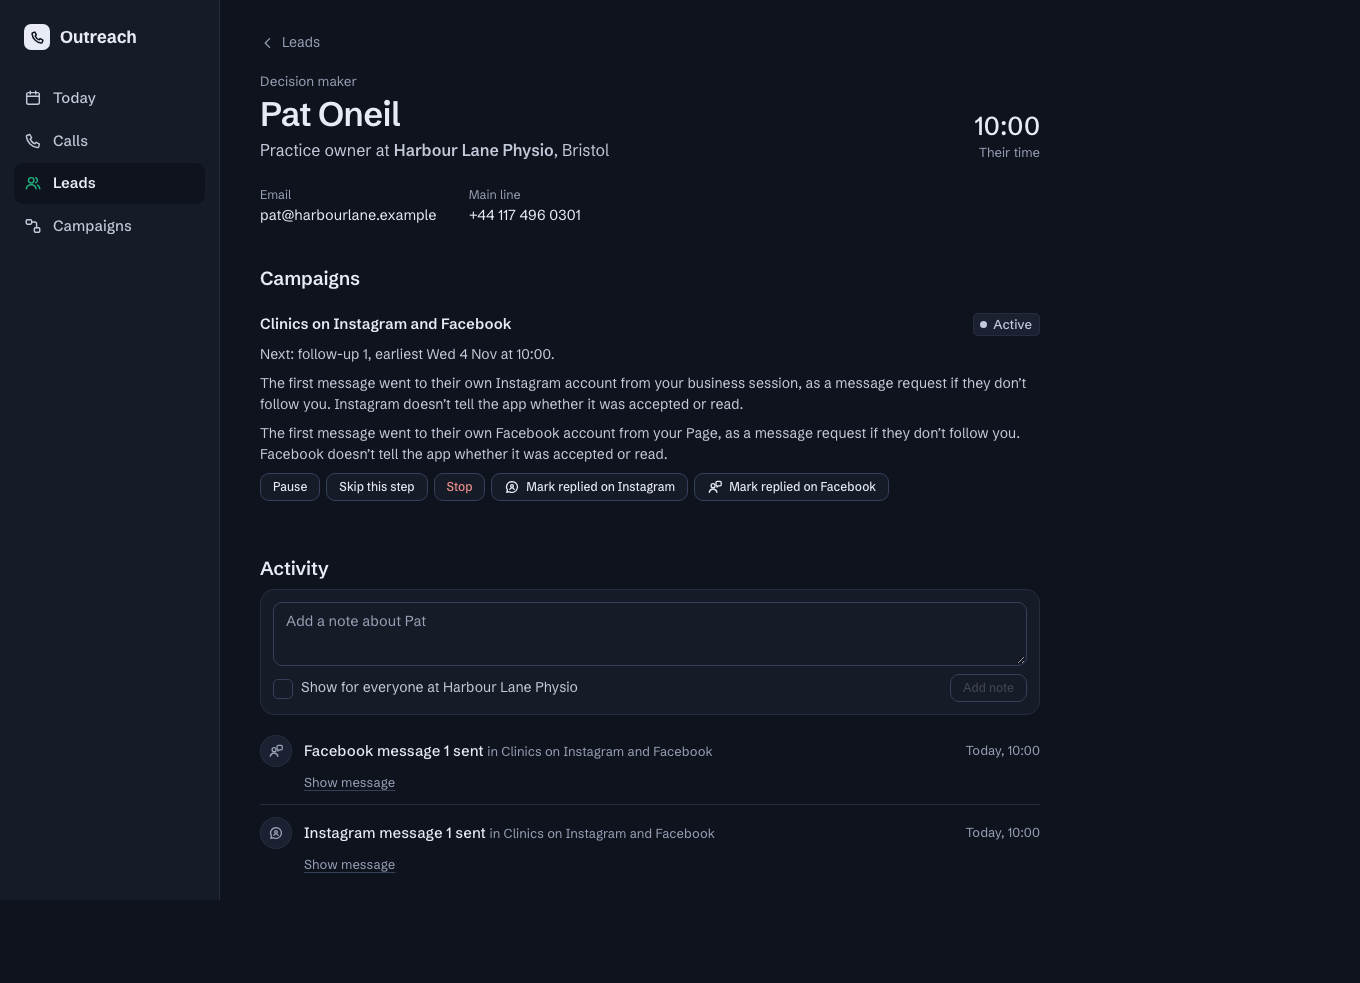 Outreach
Today
Calls
Leads
Campaigns
Leads
Decision maker
Pat Oneil
Practice owner at Harbour Lane Physio, Bristol
10:00
Their time
Email
pat@harbourlane.example
Main line
+44 117 496 0301
Campaigns
Clinics on Instagram and Facebook
Active
Next: follow-up 1, earliest Wed 4 Nov at 10:00.
The first message went to their own Instagram account from your business session, as a message request if they don’t
follow you. Instagram doesn’t tell the app whether it was accepted or read.
The first message went to their own Facebook account from your Page, as a message request if they don’t follow you.
Facebook doesn’t tell the app whether it was accepted or read.
Pause
Skip this step
Stop
Mark replied on Instagram
Mark replied on Facebook
Activity
Add a note about Pat
Show for everyone at Harbour Lane Physio
Add note
Facebook message 1 sent in Clinics on Instagram and Facebook
Today, 10:00
Show message
Instagram message 1 sent in Clinics on Instagram and Facebook
Today, 10:00
Show message